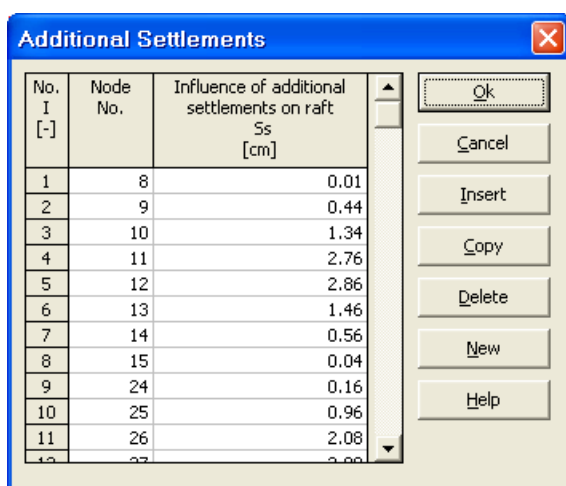 Additional Settlements
No. I [-] Node No. Influence of additional settlements on raft Ss [cm]
1 8 0.01
2 9 0.44
3 10 1.34
4 11 2.76
5 12 2.86
6 13 1.46
7 14 0.56
8 15 0.04
9 24 0.16
10 25 0.96
11 26 2.08
Ok
Cancel
Insert
Copy
Delete
New
Help